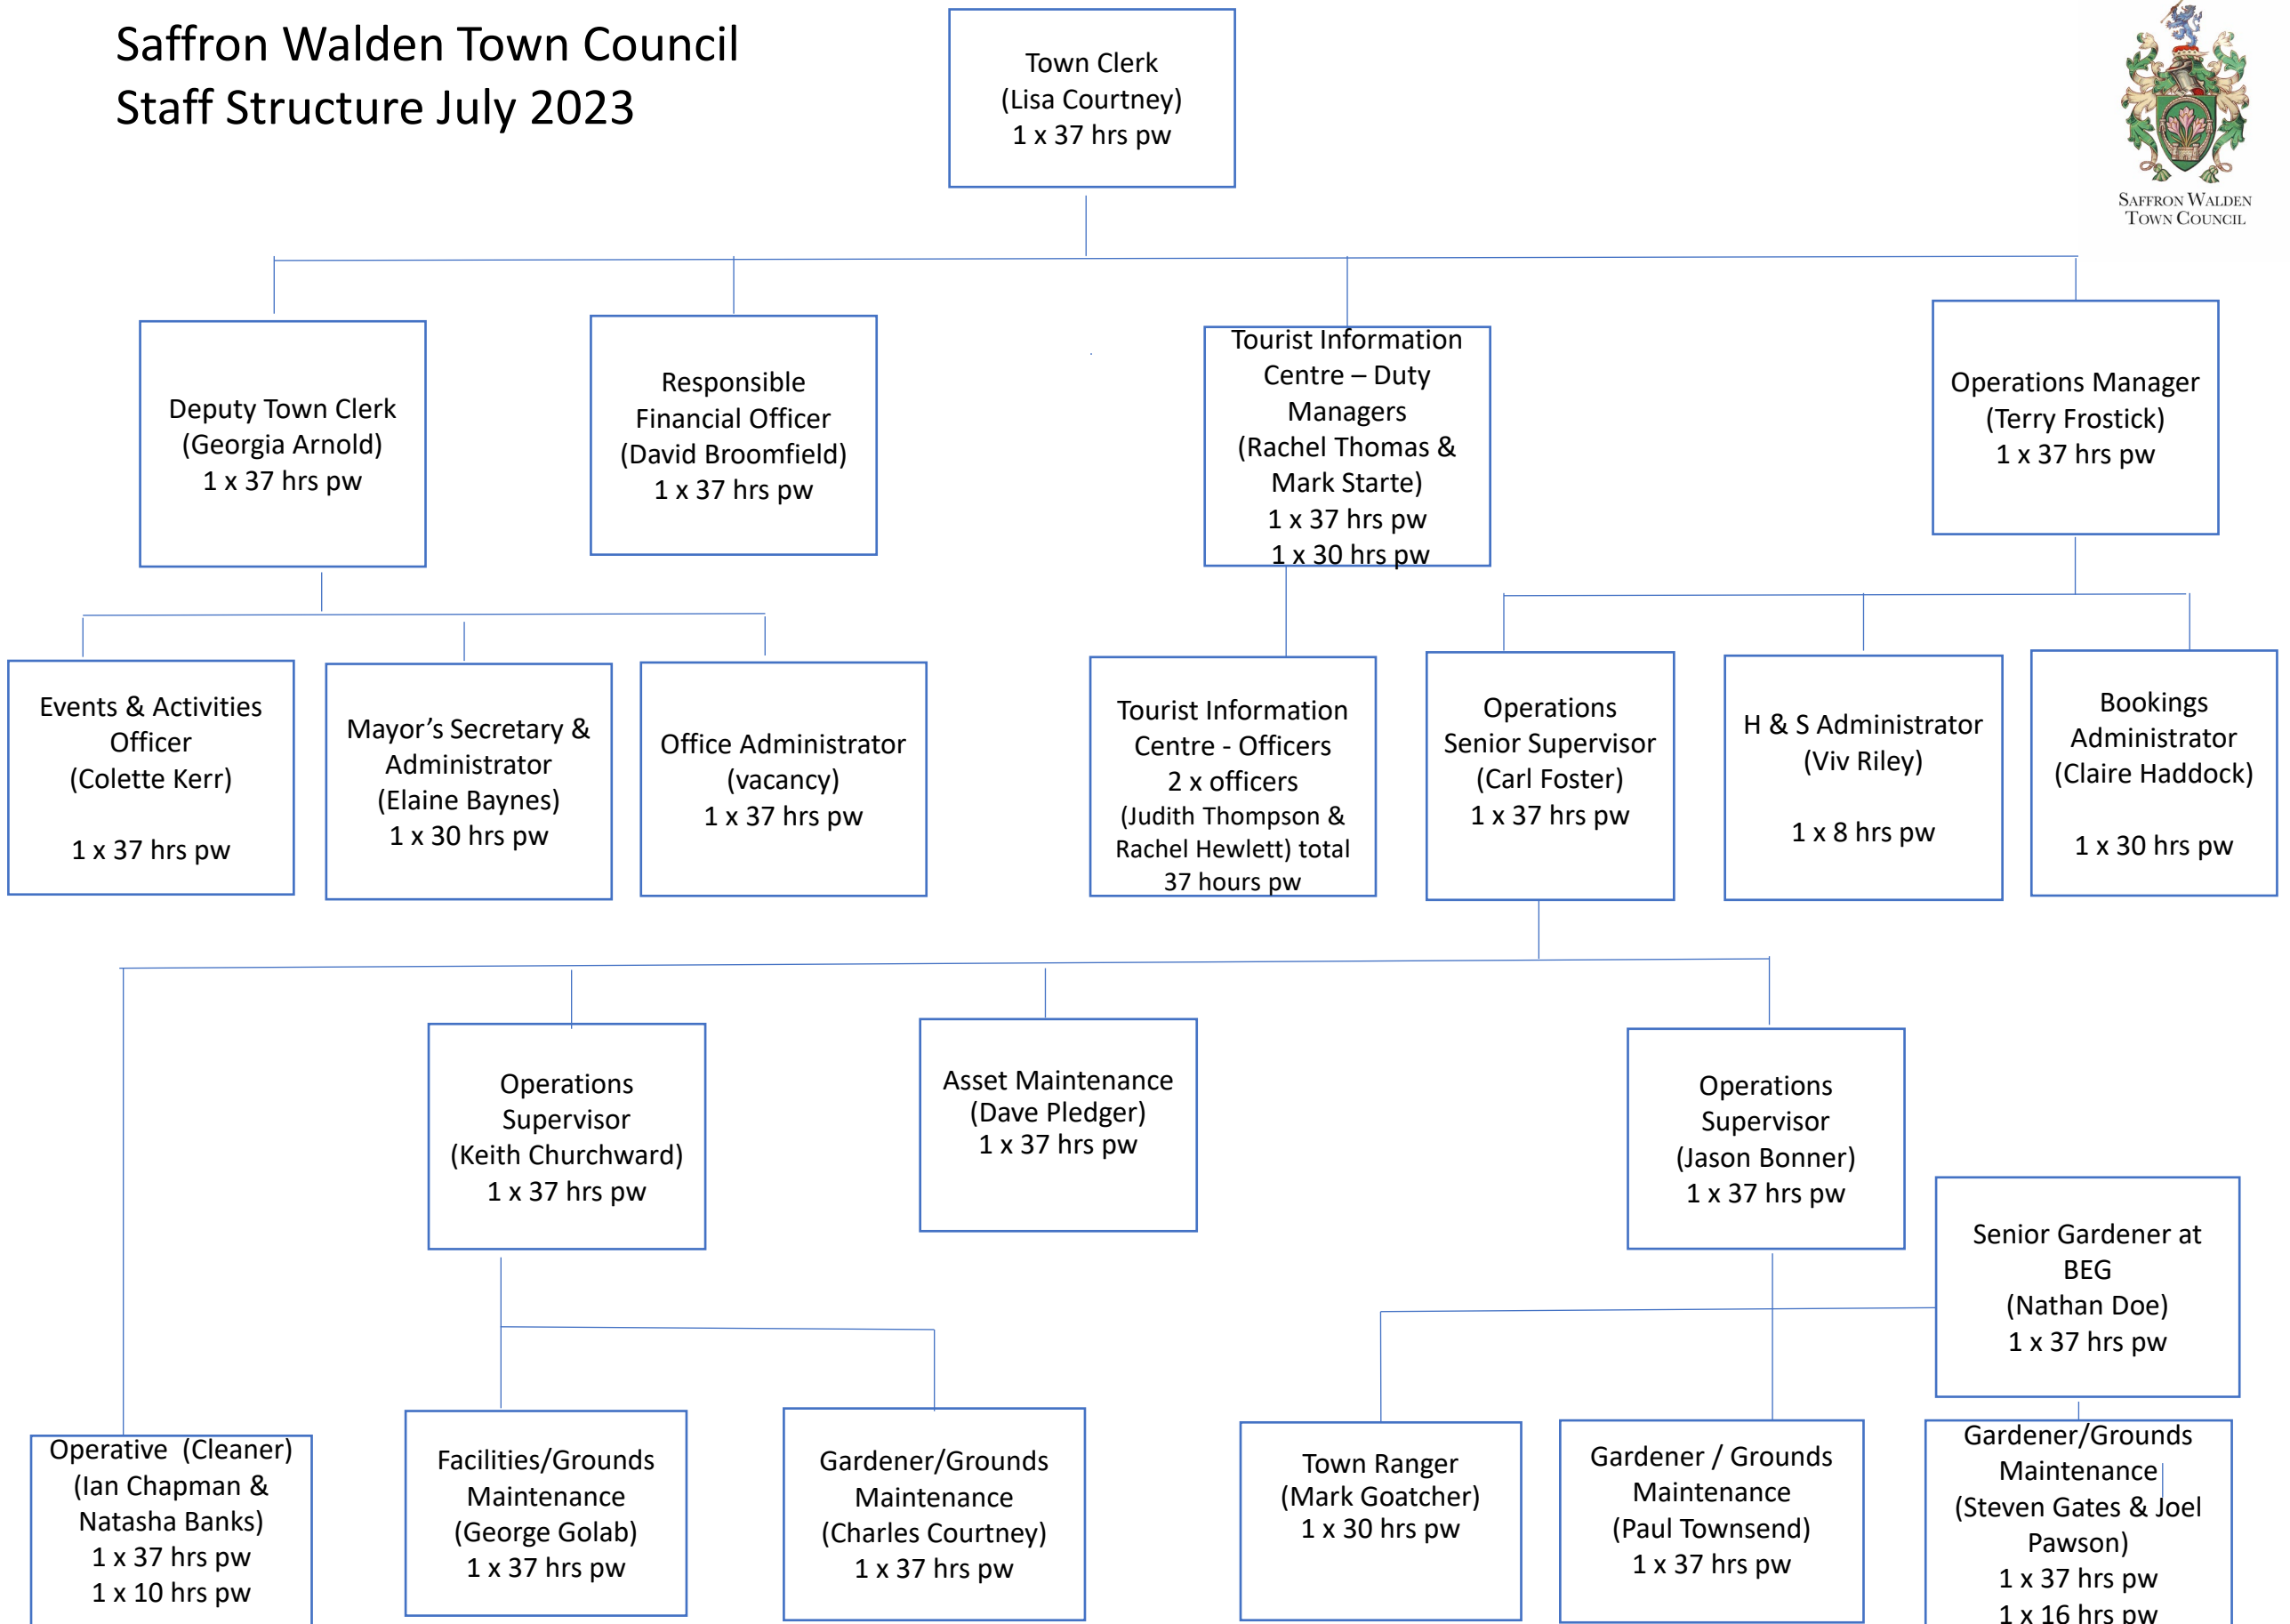 Saffron Walden Town Council
Staff Structure July 2023
Town Clerk
(Lisa Courtney)
1 x 37 hrs pw
SAFFRON WALDEN
TOWN COUNCIL
Deputy Town Clerk
(Georgia Arnold)
1 x 37 hrs pw
Responsible
Financial Officer
(David Broomfield)
1 x 37 hrs pw
Tourist Information
Centre – Duty
Managers
(Rachel Thomas &
Mark Starte)
1 x 37 hrs pw
1 x 30 hrs pw
Operations Manager
(Terry Frostick)
1 x 37 hrs pw
Events & Activities
Officer
(Colette Kerr)
1 x 37 hrs pw
Mayor’s Secretary &
Administrator
(Elaine Baynes)
1 x 30 hrs pw
Office Administrator
(vacancy)
1 x 37 hrs pw
Tourist Information
Centre - Officers
2 x officers
(Judith Thompson &
Rachel Hewlett) total
37 hours pw
Operations
Senior Supervisor
(Carl Foster)
1 x 37 hrs pw
H & S Administrator
(Viv Riley)
1 x 8 hrs pw
Bookings
Administrator
(Claire Haddock)
1 x 30 hrs pw
Operations
Supervisor
(Keith Churchward)
1 x 37 hrs pw
Asset Maintenance
(Dave Pledger)
1 x 37 hrs pw
Operations
Supervisor
(Jason Bonner)
1 x 37 hrs pw
Senior Gardener at
BEG
(Nathan Doe)
1 x 37 hrs pw
Operative (Cleaner)
(Ian Chapman &
Natasha Banks)
1 x 37 hrs pw
1 x 10 hrs pw
Facilities/Grounds
Maintenance
(George Golab)
1 x 37 hrs pw
Gardener/Grounds
Maintenance
(Charles Courtney)
1 x 37 hrs pw
Town Ranger
(Mark Goatcher)
1 x 30 hrs pw
Gardener / Grounds
Maintenance
(Paul Townsend)
1 x 37 hrs pw
Gardener/Grounds
Maintenance
(Steven Gates & Joel
Pawson)
1 x 37 hrs pw
1 x 16 hrs pw